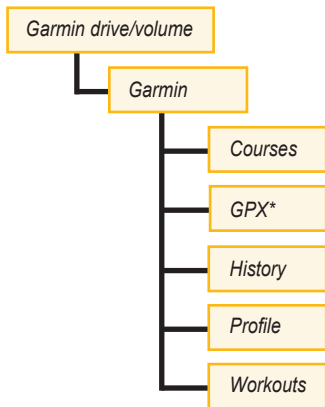 Garmin drive/volume
Garmin
Courses
GPX*
History
Profile
Workouts